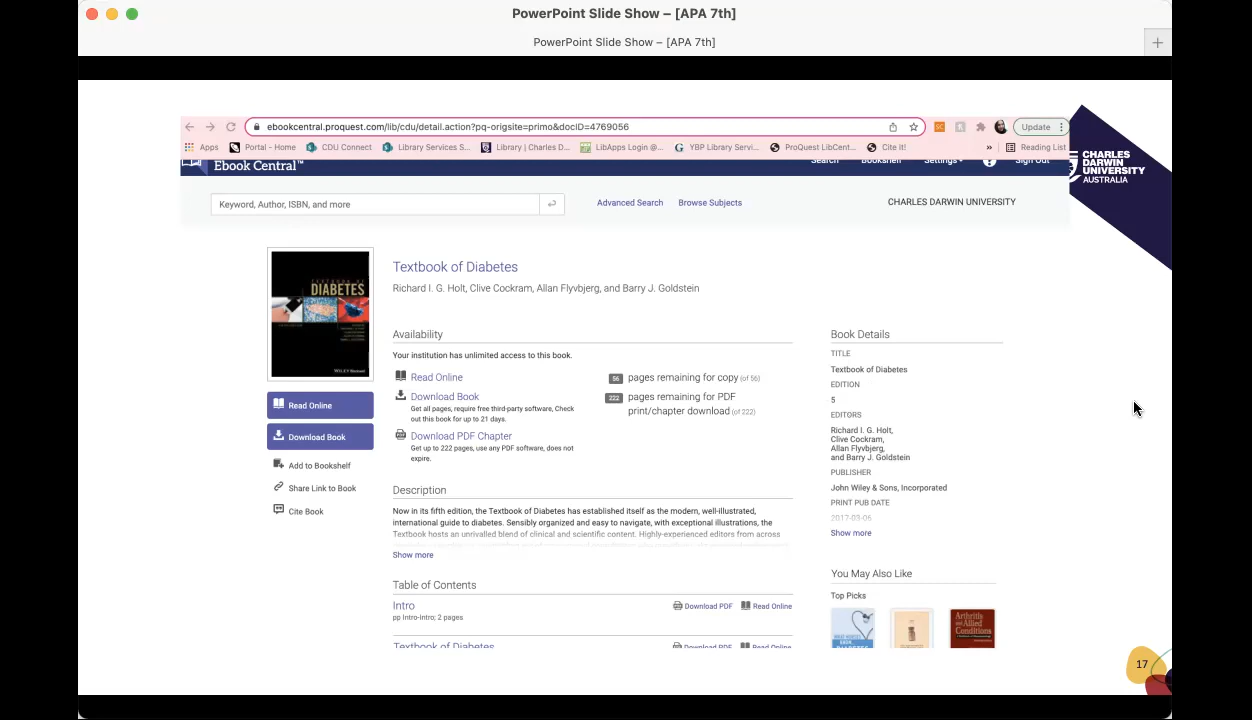 PowerPoint Slide Show – [APA 7th]
PowerPoint Slide Show – [APA 7th]
ebookcentral.proquest.com/lib/cdu/detail.action?pq-origsite=primo&docID=4769056
Update
Apps
Portal - Home
CDU Connect
Library Services S...
Library | Charles D...
LibApps Login @...
YBP Library Servi...
ProQuest LibCent...
Cite It!
»
Reading List
Ebook Central™
Search
Bookshelf
Settings
Sign Out
CHARLES
DARWIN
UNIVERSITY
AUSTRALIA
Keyword, Author, ISBN, and more
Advanced Search
Browse Subjects
CHARLES DARWIN UNIVERSITY
TEXTBOOK OF
DIABETES
Textbook of Diabetes
Richard I. G. Holt, Clive Cockram, Allan Flyvbjerg, and Barry J. Goldstein
Read Online
Download Book
Add to Bookshelf
Share Link to Book
Cite Book
Availability
Your institution has unlimited access to this book.
Read Online
Download Book
Get all pages, require free third-party software, Check
out this book for up to 21 days.
Download PDF Chapter
Get up to 222 pages, use any PDF software, does not
expire.
56 pages remaining for copy (of 56)
222 pages remaining for PDF
print/chapter download (of 222)
Description
Now in its fifth edition, the Textbook of Diabetes has established itself as the modern, well-illustrated,
international guide to diabetes. Sensibly organized and easy to navigate, with exceptional illustrations, the
Textbook hosts an unrivalled blend of clinical and scientific content. Highly-experienced editors from across
Show more
Table of Contents
Intro
Download PDF
Read Online
pp Intro-Intro; 2 pages
Textbook of Diabetes
Download PDF
Read Online
Book Details
TITLE
Textbook of Diabetes
EDITION
5
EDITORS
Richard I. G. Holt,
Clive Cockram,
Allan Flyvbjerg,
and Barry J. Goldstein
PUBLISHER
John Wiley & Sons, Incorporated
PRINT PUB DATE
2017-03-06
Show more
You May Also Like
Top Picks
Arthritis
and Allied
Conditions
17